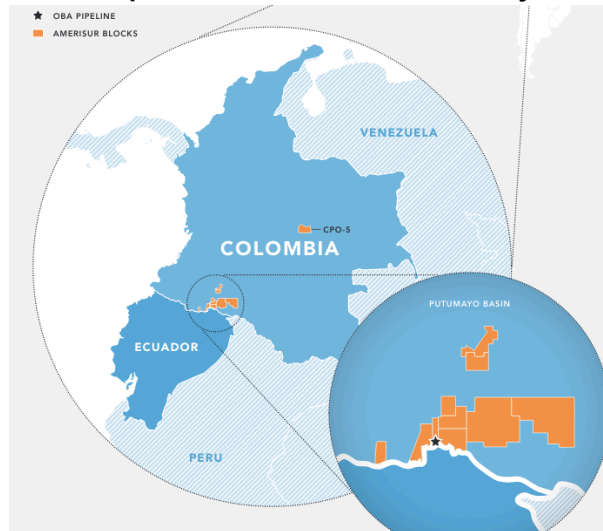 OBA PIPELINE
AMERISUR BLOCKS
VENEZUELA
CPO-5
COLOMBIA
PUTUMAYO BASIN
ECUADOR
PERU